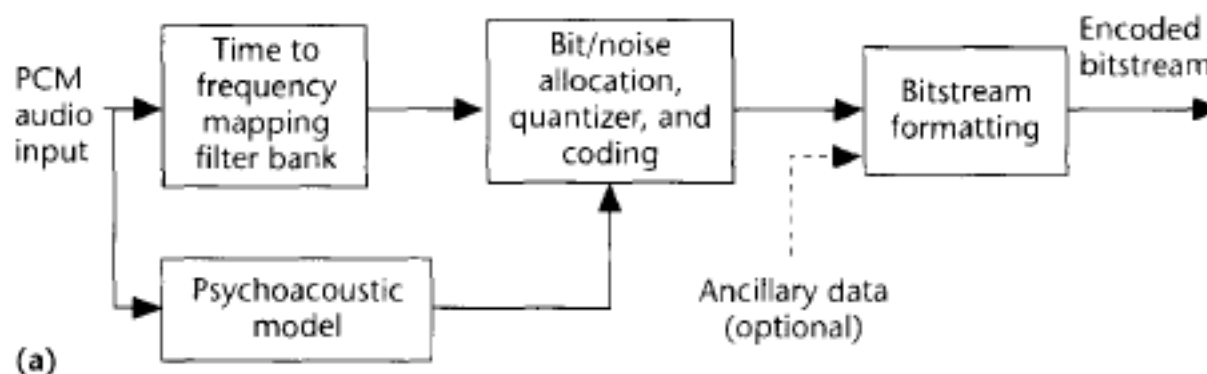 PCM
audio
input
Time to
frequency
mapping
filter bank
Bit/noise
allocation,
quantizer, and
coding
Bitstream
formatting
Encoded
bitstream
Psychoacoustic
model
Ancillary data
(optional)
(a)